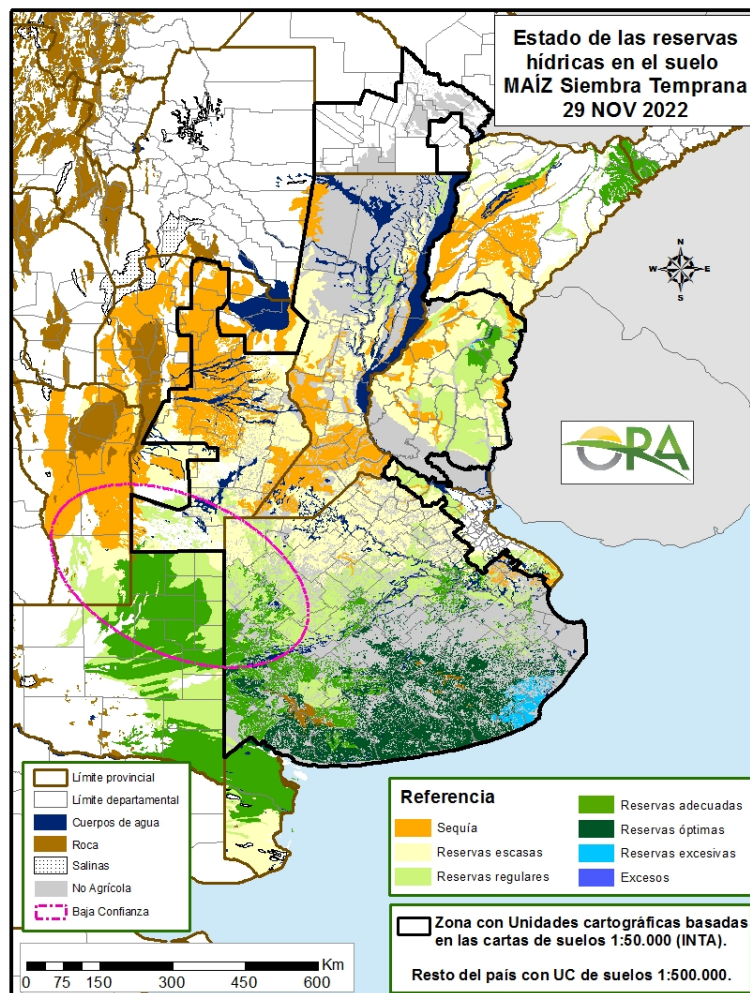 Estado de las reservas
hídricas en el suelo
MAÍZ Siembra Temprana
29 NOV 2022
N
W E
S
ORA
Límite provincial
Límite departamental
Cuerpos de agua
Roca
Salinas
No Agrícola
Baja Confianza
Referencia
Sequía
Reservas escasas
Reservas regulares
Reservas adecuadas
Reservas óptimas
Reservas excesivas
Excesos
Zona con Unidades cartográficas basadas
en las cartas de suelos 1:50.000 (INTA).
Resto del país con UC de suelos 1:500.000.
Km
0 75 150 300 450 600